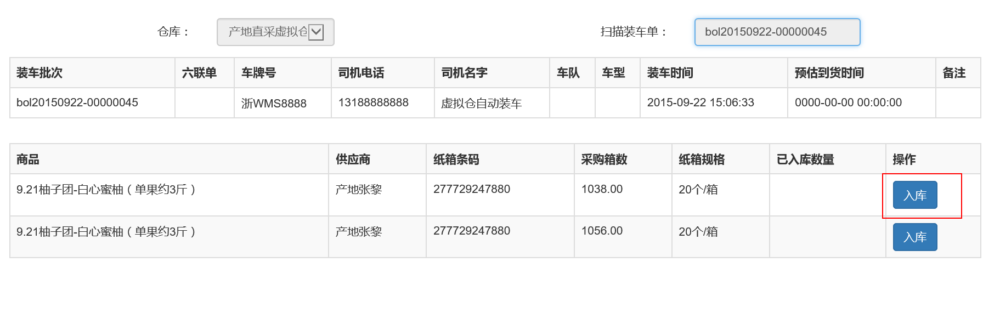 仓库： 产地直采虚拟仓 扫描装车单： bol20150922-00000045
装车批次 六联单 车牌号 司机电话 司机名字 车队 车型 装车时间 预估到货时间 备注
bol20150922-00000045 浙WMS8888 13188888888 虚拟仓自动装车 2015-09-22 15:06:33 0000-00-00 00:00:00
商品 供应商 纸箱条码 采购箱数 纸箱规格 已入库数量 操作
9.21柚子团-白心蜜柚（单果约3斤） 产地张黎 277729247880 1038.00 20个/箱 入库
9.21柚子团-白心蜜柚（单果约3斤） 产地张黎 277729247880 1056.00 20个/箱 入库